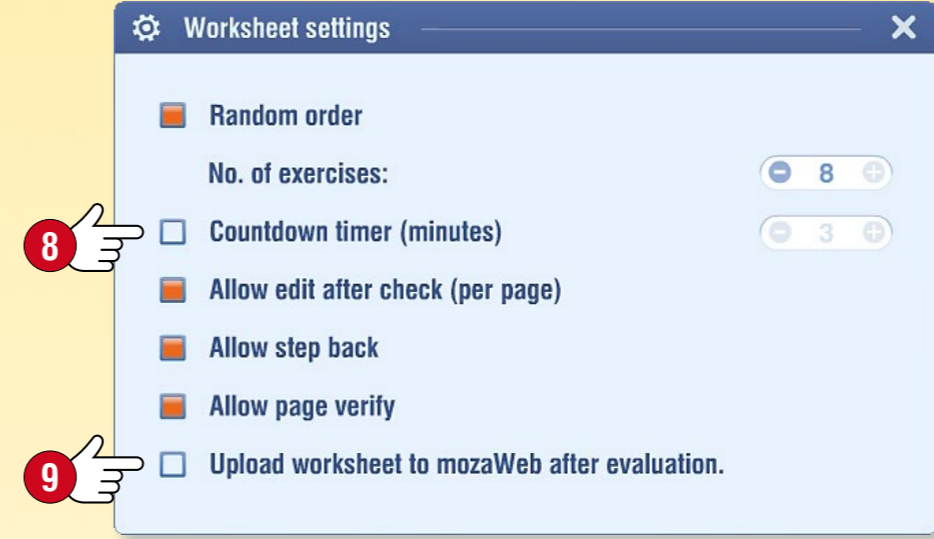 Worksheet settings
Random order
No. of exercises: 8
8 Countdown timer (minutes) 3
Allow edit after check (per page)
Allow step back
Allow page verify
9 Upload worksheet to mozaWeb after evaluation.